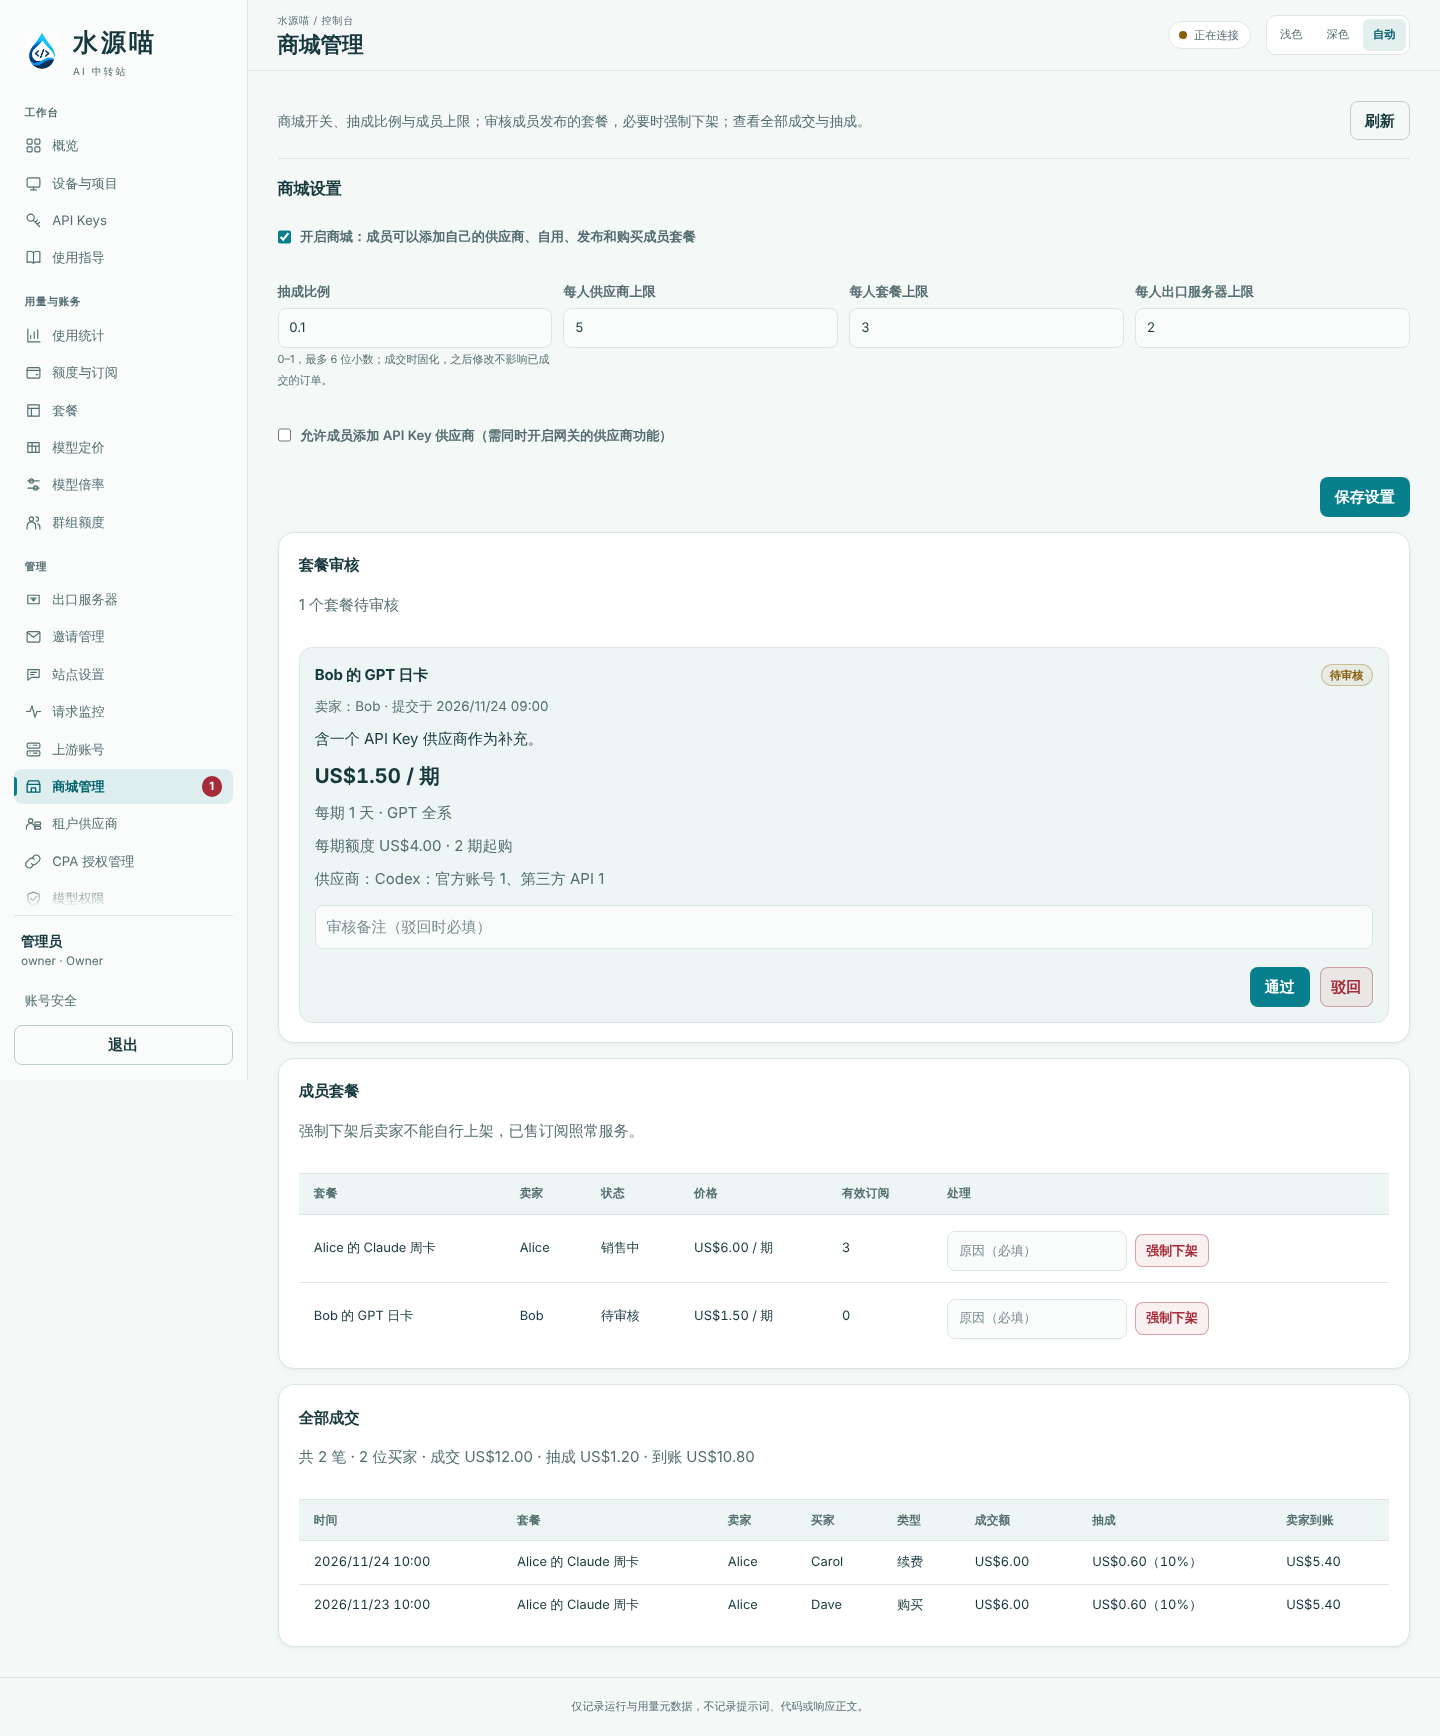 水源喵
AI 中转站
工作台
概览
设备与项目
API Keys
使用指导
用量与账务
使用统计
额度与订阅
套餐
模型定价
模型倍率
群组额度
管理
出口服务器
邀请管理
站点设置
请求监控
上游账号
商城管理 1
租户供应商
CPA 授权管理
模型权限
管理员
owner · Owner
账号安全
退出
水源喵 / 控制台
商城管理
正在连接
浅色 深色 自动
商城开关、抽成比例与成员上限；审核成员发布的套餐，必要时强制下架；查看全部成交与抽成。
刷新
商城设置
开启商城：成员可以添加自己的供应商、自用、发布和购买成员套餐
抽成比例 每人供应商上限 每人套餐上限 每人出口服务器上限
0.1 5 3 2
0–1，最多 6 位小数；成交时固化，之后修改不影响已成
交的订单。
允许成员添加 API Key 供应商（需同时开启网关的供应商功能）
保存设置
套餐审核
1 个套餐待审核
Bob 的 GPT 日卡 待审核
卖家：Bob · 提交于 2026/11/24 09:00
含一个 API Key 供应商作为补充。
US$1.50 / 期
每期 1 天 · GPT 全系
每期额度 US$4.00 · 2 期起购
供应商：Codex：官方账号 1、第三方 API 1
审核备注（驳回时必填）
通过 驳回
成员套餐
强制下架后卖家不能自行上架，已售订阅照常服务。
套餐 卖家 状态 价格 有效订阅 处理
Alice 的 Claude 周卡 Alice 销售中 US$6.00 / 期 3 原因（必填） 强制下架
Bob 的 GPT 日卡 Bob 待审核 US$1.50 / 期 0 原因（必填） 强制下架
全部成交
共 2 笔 · 2 位买家 · 成交 US$12.00 · 抽成 US$1.20 · 到账 US$10.80
时间 套餐 卖家 买家 类型 成交额 抽成 卖家到账
2026/11/24 10:00 Alice 的 Claude 周卡 Alice Carol 续费 US$6.00 US$0.60（10%） US$5.40
2026/11/23 10:00 Alice 的 Claude 周卡 Alice Dave 购买 US$6.00 US$0.60（10%） US$5.40
仅记录运行与用量元数据，不记录提示词、代码或响应正文。